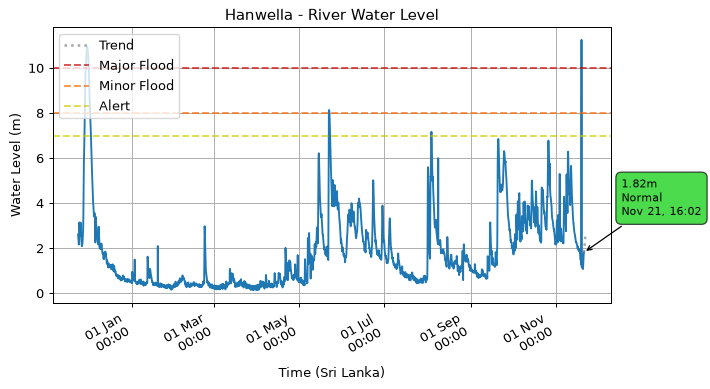 Hanwella - River Water Level
Trend
Major Flood
Minor Flood
Alert
Water Level (m)
10
8
6
4
2
0
1.82m
Normal
Nov 21, 16:02
01 Jan
00:00
01 Mar
00:00
01 May
00:00
01 Jul
00:00
01 Sep
00:00
01 Nov
00:00
Time (Sri Lanka)